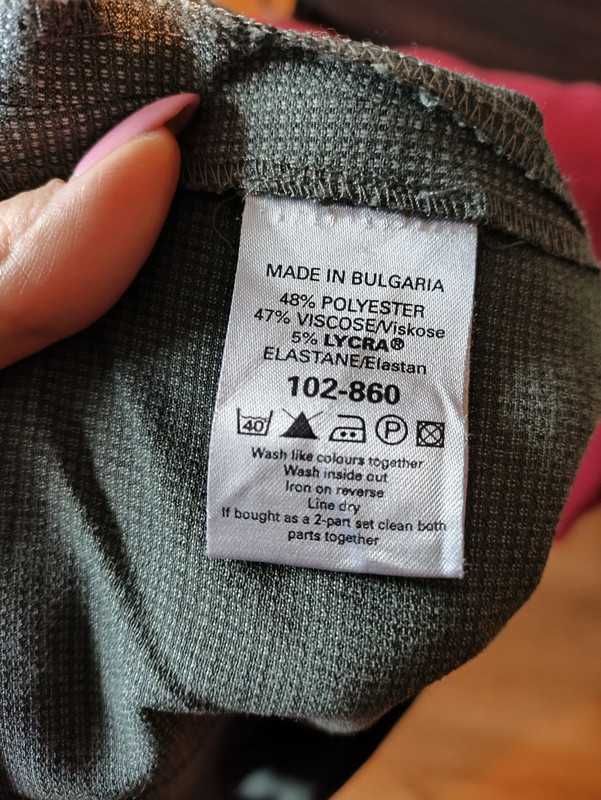 MADE IN BULGARIA
48% POLYESTER
47% VISCOSE/Viskose
5% LYCRA®
ELASTANE/Elastan
102-860
40 P
Wash like colours together
Wash inside out
Iron on reverse
Line dry
If bought as a 2-part set clean both
parts together